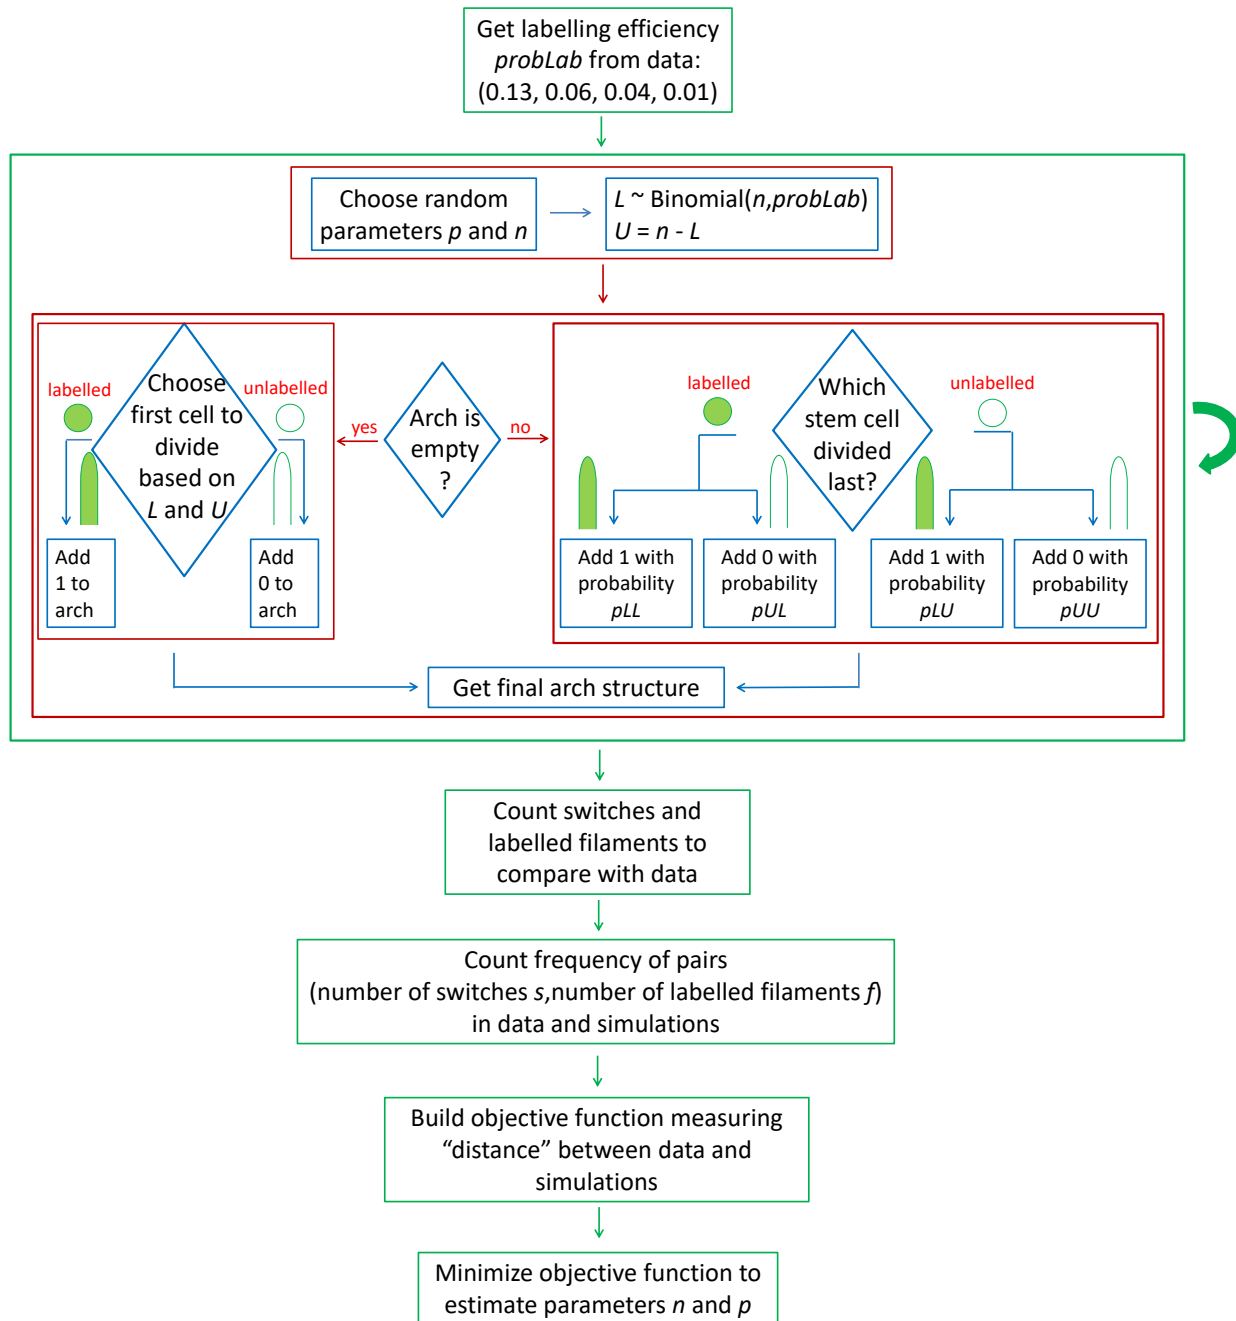 Get labelling efficiency
probLab from data:
(0.13, 0.06, 0.04, 0.01)
Choose random
parameters p and n
L ~ Binomial(n,probLab)
U = n - L
labelled
Choose
first cell to
divide
based on
L and U
unlabelled
Add
1 to
arch
Add
0 to
arch
yes
Arch is
empty
?
no
labelled
Which
stem cell
divided
last?
unlabelled
Add 1 with
probability
pLL
Add 0 with
probability
pUL
Add 1 with
probability
pLU
Add 0 with
probability
pUU
Get final arch structure
Count switches and
labelled filaments to
compare with data
Count frequency of pairs
(number of switches s,number of labelled filaments f)
in data and simulations
Build objective function measuring
“distance” between data and
simulations
Minimize objective function to
estimate parameters n and p